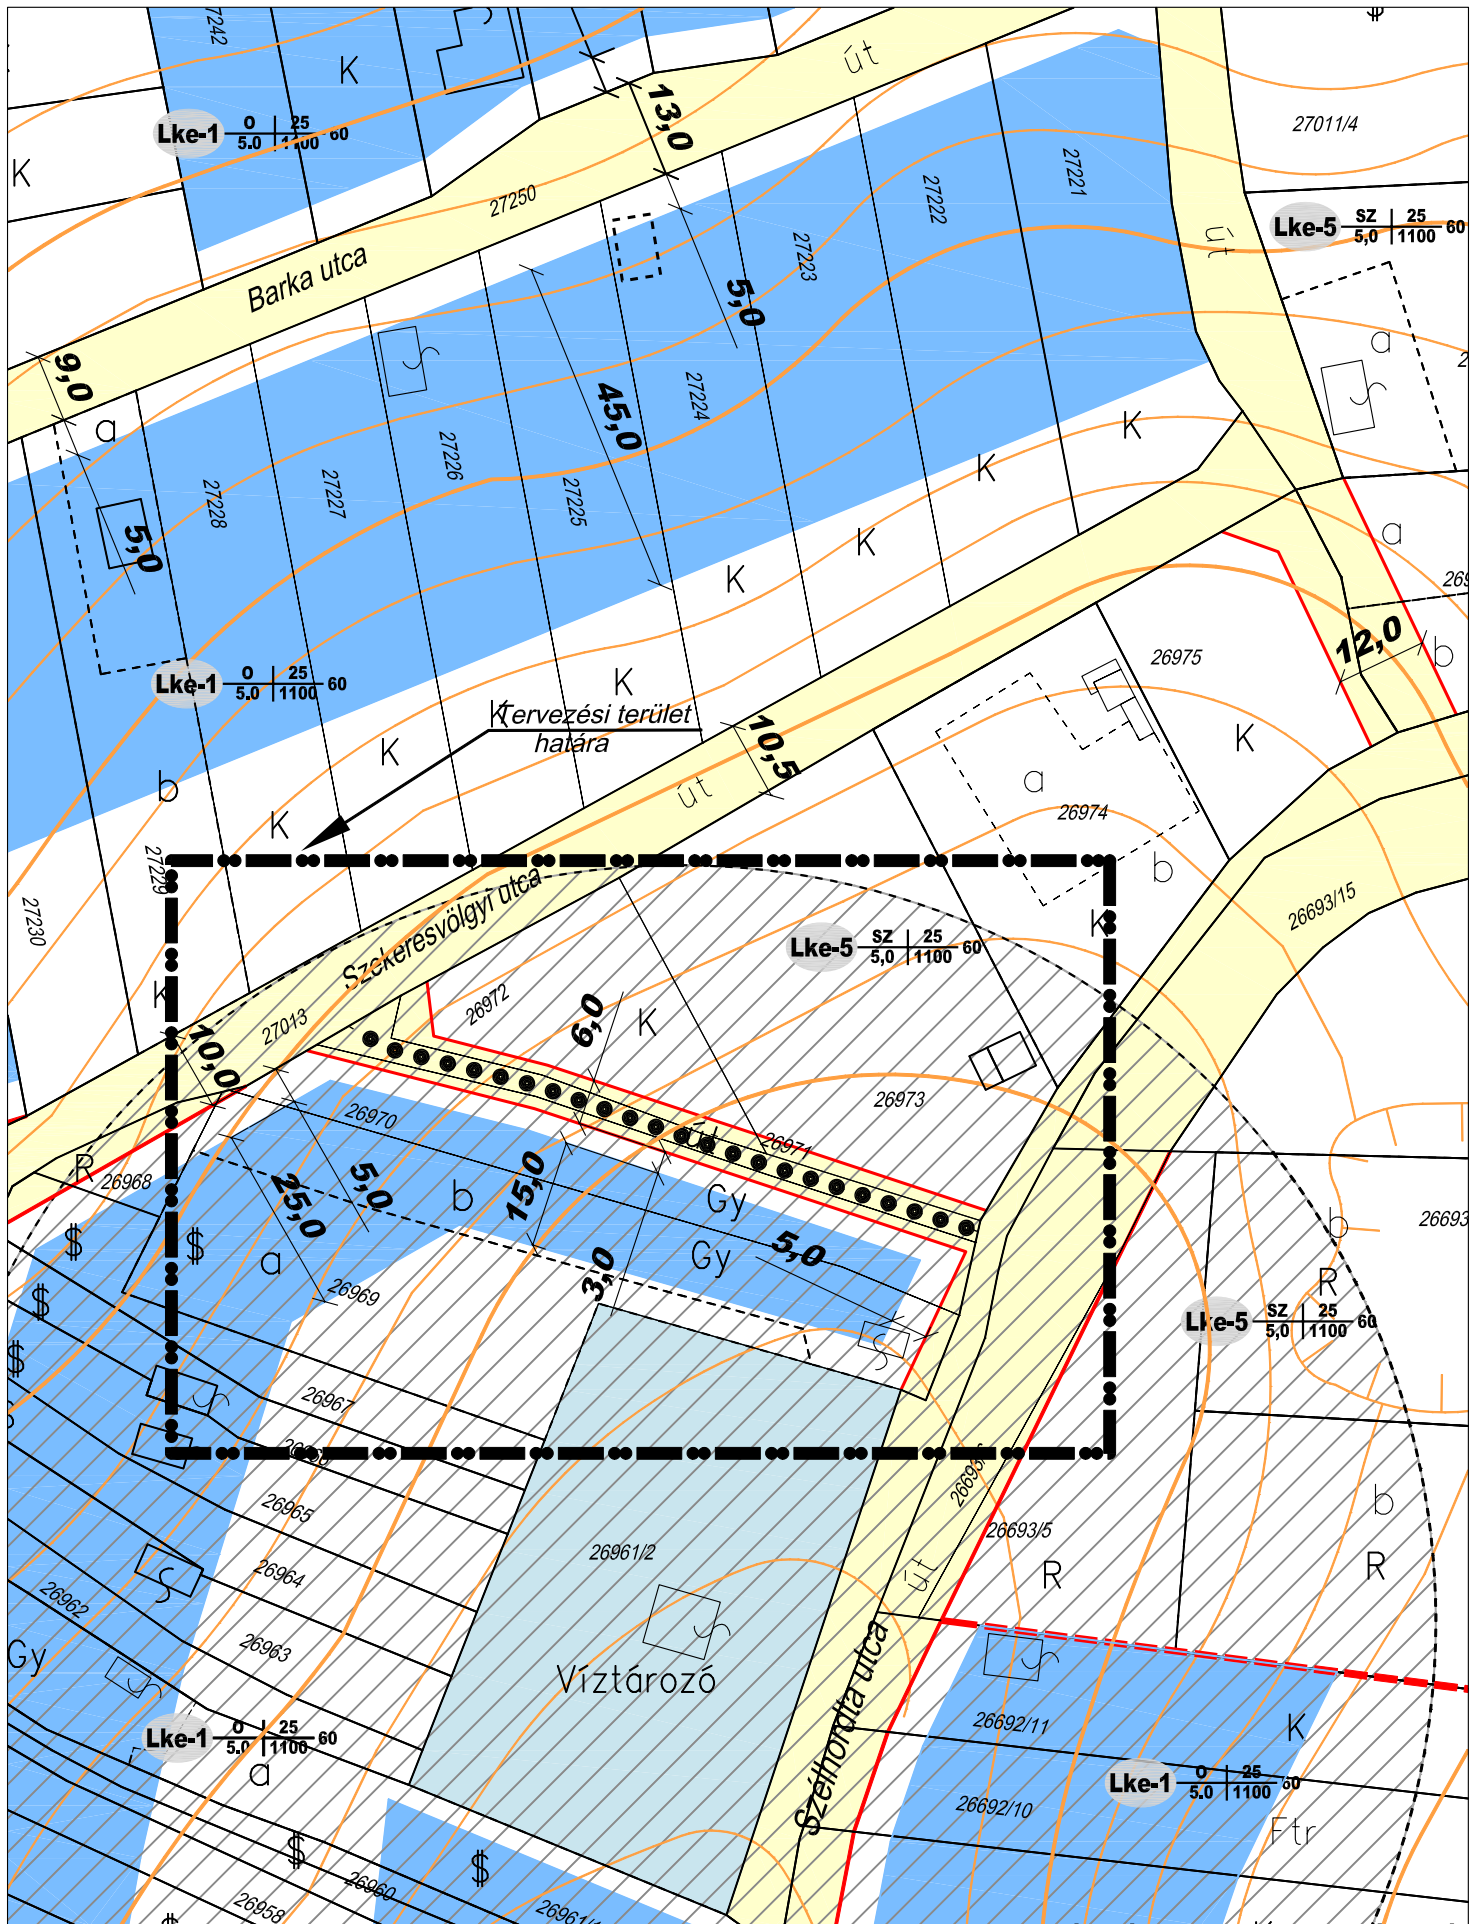 27242
K
út
Lke-1 O 25 60
5.0 1100
13,0
27011/4
K
27250
27221
27222
27223
Lke-5 SZ 25 60
5,0 1100
út
Barka utca
5,0
9,0
a
a
45,0
27224
27226
27225
27227
27228
K
K
K
K
5,0
a
12,0
b
26975
Lke-1 O 25 60
5.0 1100
K
K
Tervezési terület
határa
10,5
út
K
K
b
K
a
26974
b
27229
27230
K
26693/15
Szekeresvölgyi utca
Lke-5 SZ 25 60
5,0 1100
K
K
26972
6,0
K
27013
10,0
26973
26970
26971
út
R
26968
5,0
25,0
b
15,0
Gy
Gy
5,0
3,0
a
26969
b
26693
R
Lke-5 SZ 25 60
5,0 1100
26967
26965
26964
26963
26962
Gy
26961/2
Víztározó
26693/5
R
b
R
út
Szélhordta utca
Lke-1 O 25 60
5.0 1100
a
26692/11
K
Lke-1 O 25 60
5.0 1100
26692/10
Ftr
26960
26958